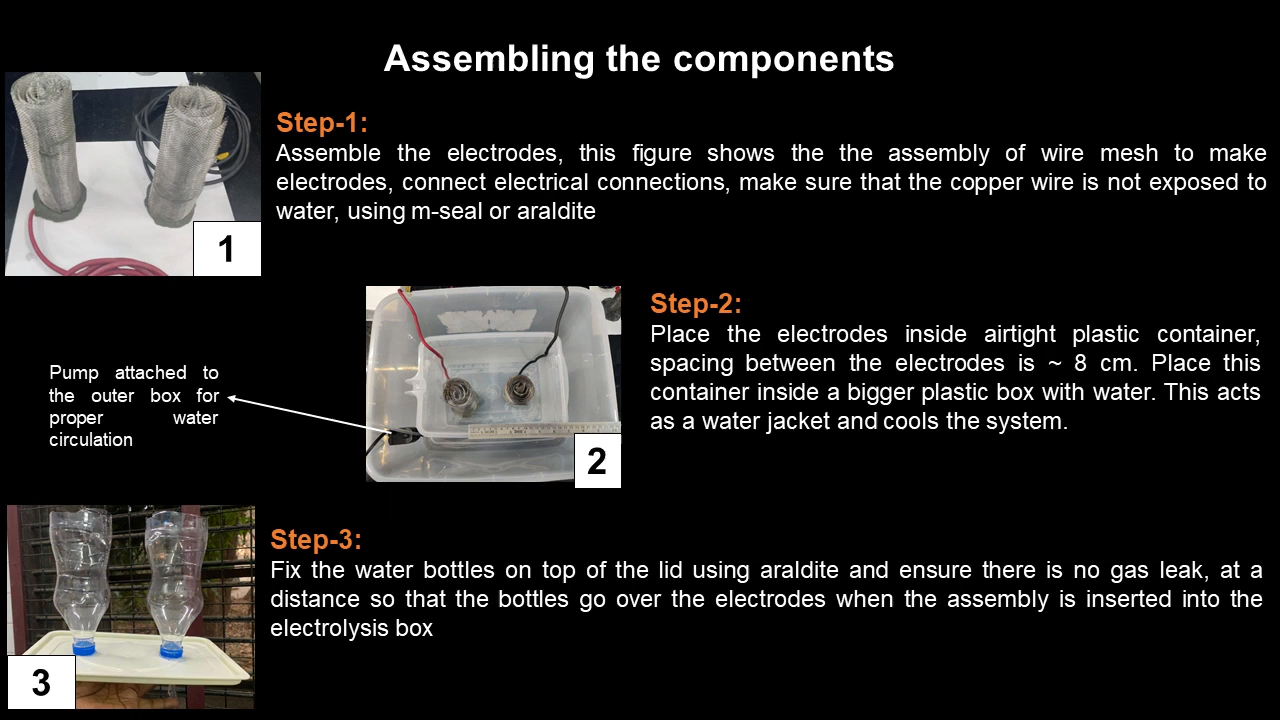 Assembling the components
Step-1:
Assemble the electrodes, this figure shows the the assembly of wire mesh to make
electrodes, connect electrical connections, make sure that the copper wire is not exposed to
water, using m-seal or araldite
1
Step-2:
Place the electrodes inside airtight plastic container,
spacing between the electrodes is ~ 8 cm. Place this
container inside a bigger plastic box with water. This acts
as a water jacket and cools the system.
Pump attached to
the outer box for
proper water
circulation
2
Step-3:
Fix the water bottles on top of the lid using araldite and ensure there is no gas leak, at a
distance so that the bottles go over the electrodes when the assembly is inserted into the
electrolysis box
3